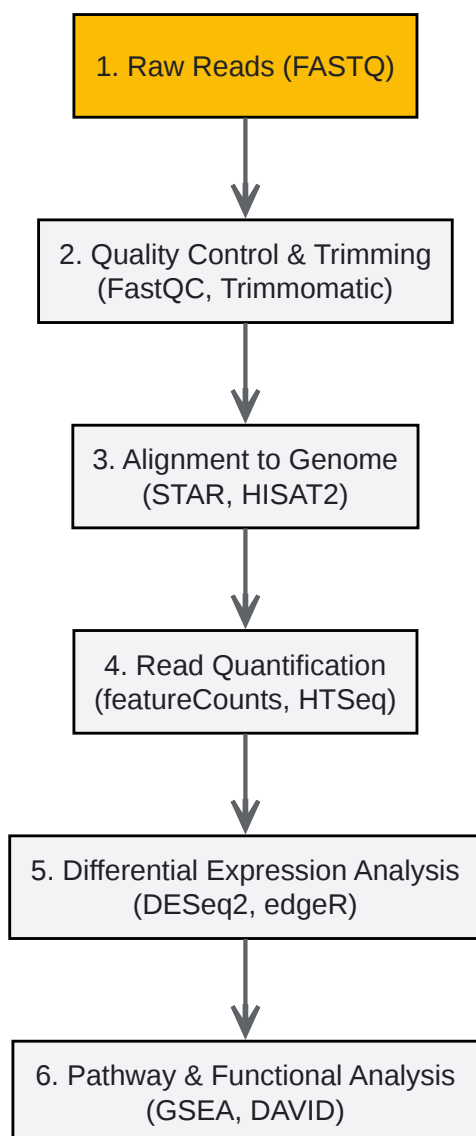 1. Raw Reads (FASTQ)
2. Quality Control & Trimming
(FastQC, Trimmomatic)
3. Alignment to Genome
(STAR, HISAT2)
4. Read Quantification
(featureCounts, HTSeq)
5. Differential Expression Analysis
(DESeq2, edgeR)
6. Pathway & Functional Analysis
(GSEA, DAVID)